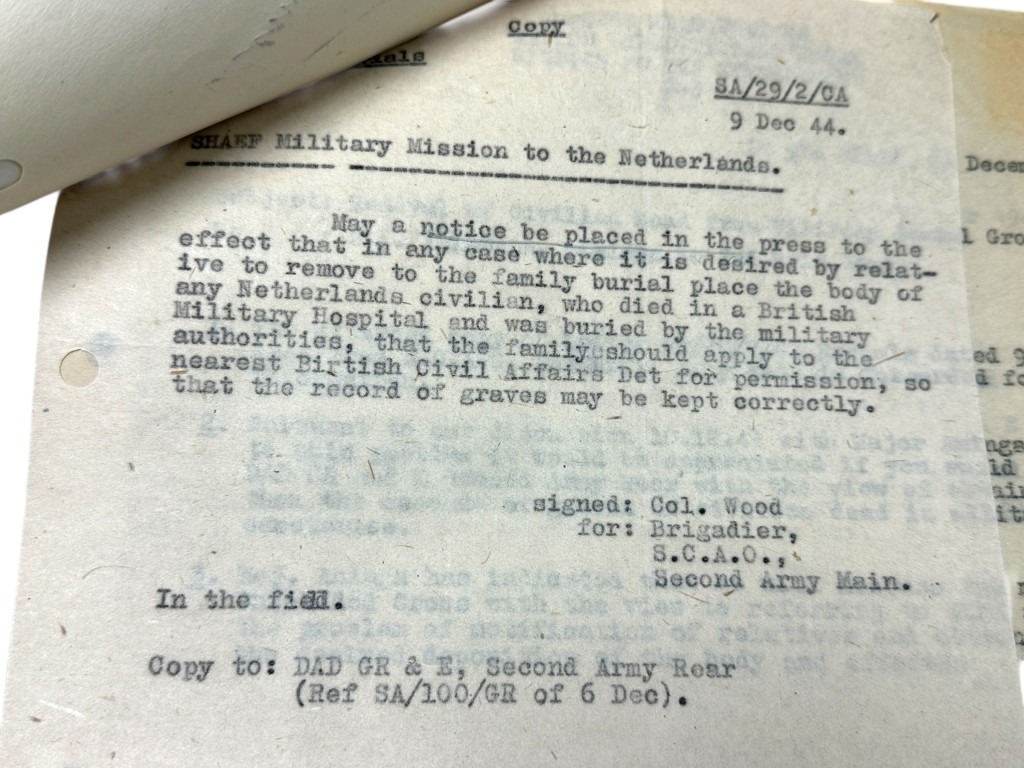 Copy
SA/29/2/CA
9 Dec 44.
SHAEF Military Mission to the Netherlands.
May a notice be placed in the press to the
effect that in any case where it is desired by relat-
ive to remove to the family burial place the body of
any Netherlands civilian, who died in a British
Military Hospital and was buried by the military
authorities, that the family should apply to the
nearest Birtish Civil Affairs Det for permission, so
that the record of graves may be kept correctly.
signed: Col. Wood
for: Brigadier,
S.C.A.O.,
Second Army Main.
In the field.
Copy to: DAD GR & E, Second Army Rear
(Ref SA/100/GR of 6 Dec).